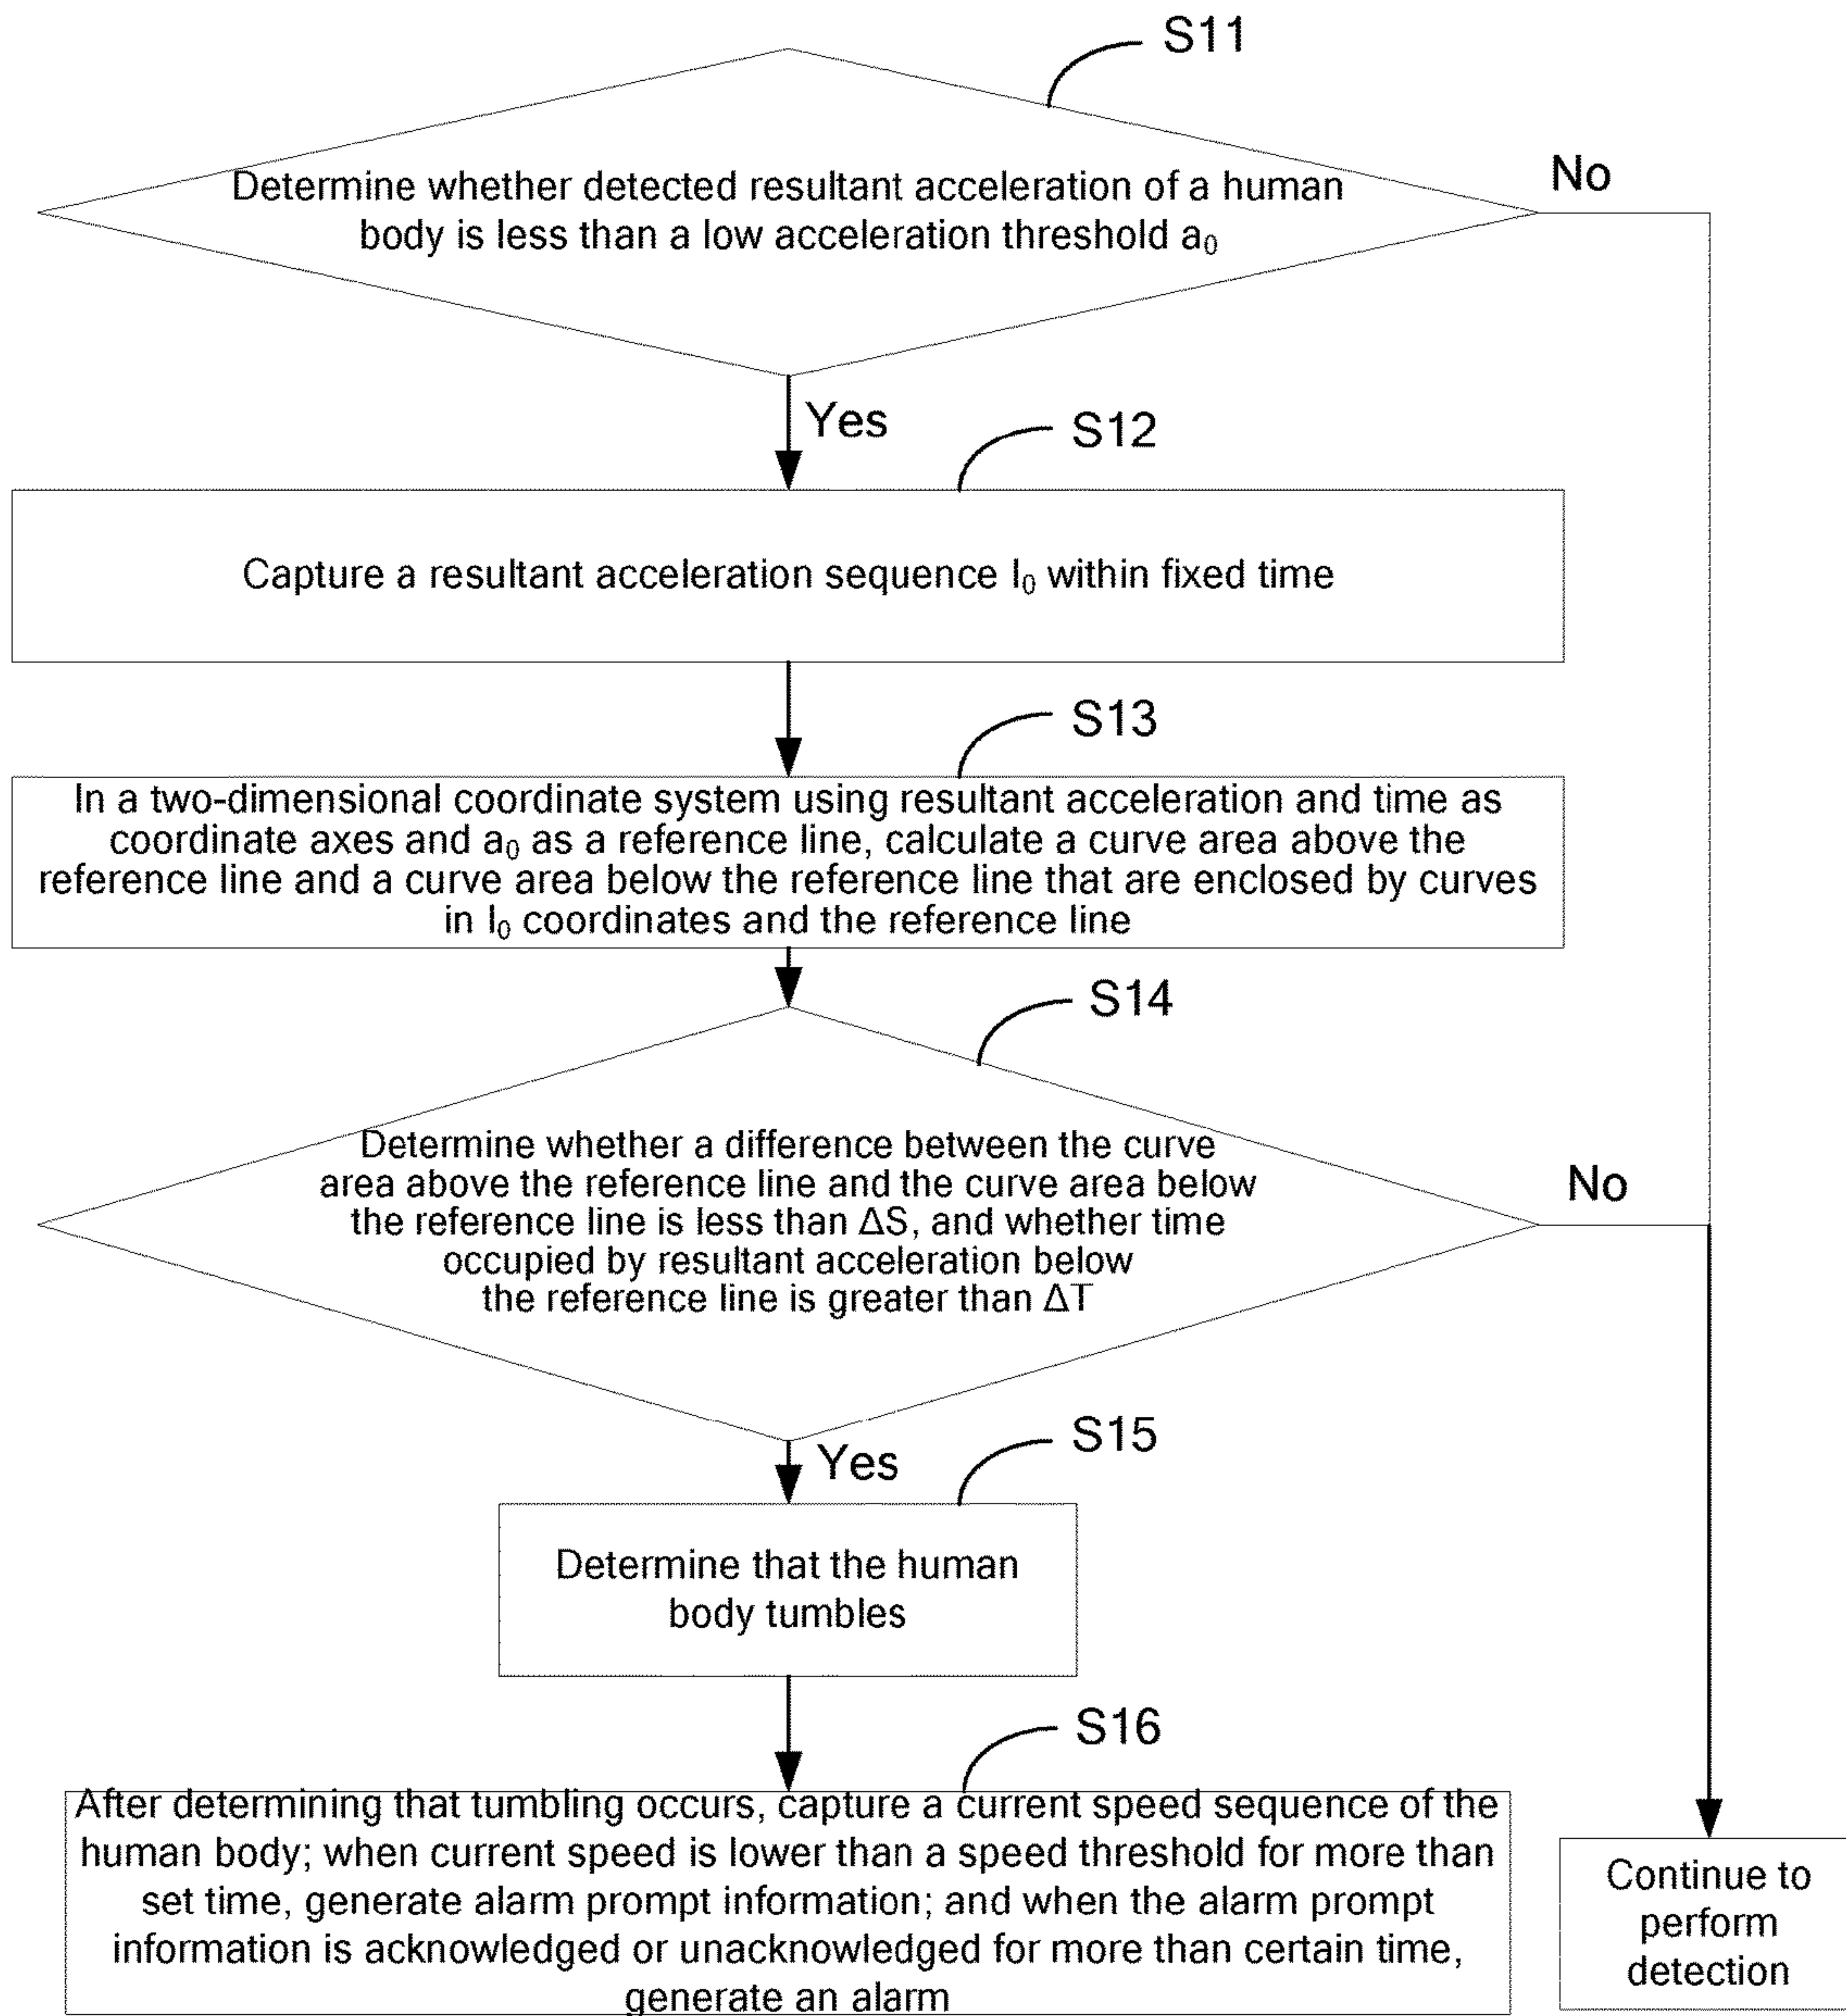 S11
Determine whether detected resultant acceleration of a human
body is less than a low acceleration threshold a₀
No
Yes
S12
Capture a resultant acceleration sequence I₀ within fixed time
S13
In a two-dimensional coordinate system using resultant acceleration and time as
coordinate axes and a₀ as a reference line, calculate a curve area above the
reference line and a curve area below the reference line that are enclosed by curves
in I₀ coordinates and the reference line
S14
Determine whether a difference between the curve
area above the reference line and the curve area below
the reference line is less than ΔS, and whether time
occupied by resultant acceleration below
the reference line is greater than ΔT
No
Yes
S15
Determine that the human
body tumbles
S16
After determining that tumbling occurs, capture a current speed sequence of the
human body; when current speed is lower than a speed threshold for more than
set time, generate alarm prompt information; and when the alarm prompt
information is acknowledged or unacknowledged for more than certain time,
generate an alarm
Continue to
perform
detection